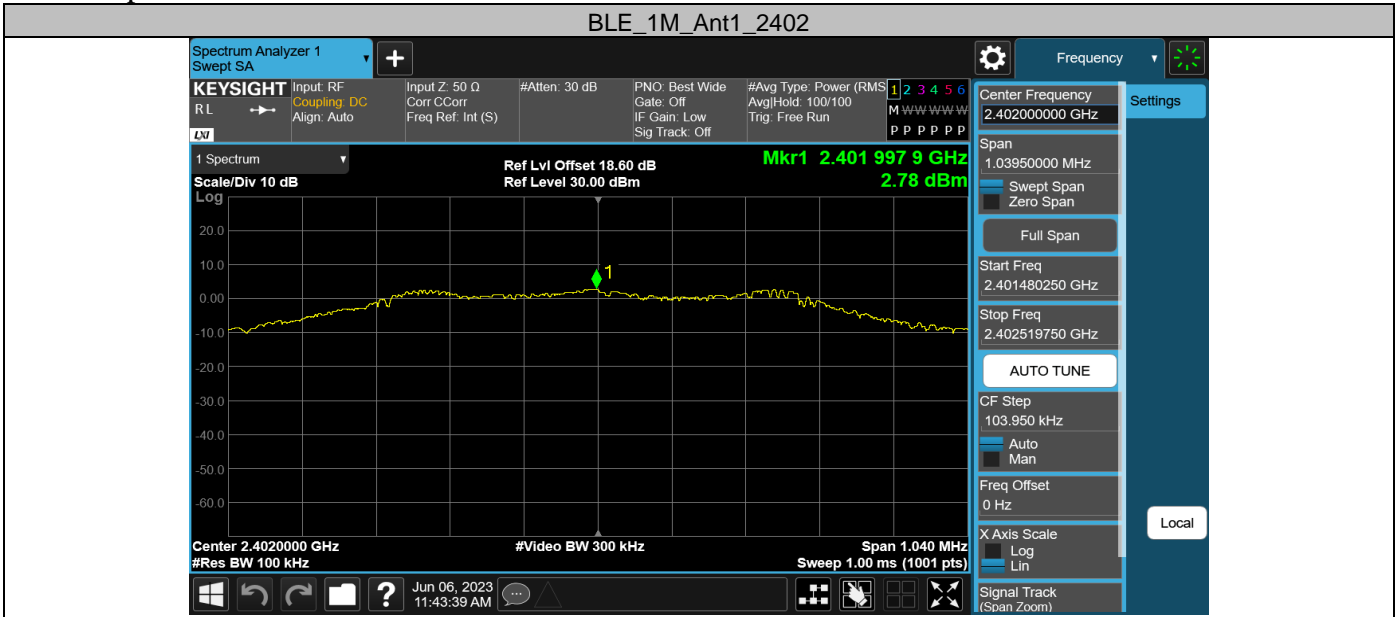 BLE_1M_Ant1_2402
Spectrum Analyzer 1
Swept SA
+
Frequency
KEYSIGHT
RL
LXI
Input: RF
Coupling: DC
Align: Auto
Input Z: 50 Ω
Corr CCorr
Freq Ref: Int (S)
#Atten: 30 dB
PNO: Best Wide
Gate: Off
IF Gain: Low
Sig Track: Off
#Avg Type: Power (RMS
Avg|Hold: 100/100
Trig: Free Run
1 2 3 4 5 6
M W W W W W
P P P P P P
1 Spectrum
Scale/Div 10 dB
Log
Ref Lvl Offset 18.60 dB
Ref Level 30.00 dBm
Mkr1 2.401 997 9 GHz
2.78 dBm
20.0
10.0
0.00
-10.0
-20.0
-30.0
-40.0
-50.0
-60.0
1
Center 2.4020000 GHz
#Res BW 100 kHz
#Video BW 300 kHz
Span 1.040 MHz
Sweep 1.00 ms (1001 pts)
Center Frequency
2.402000000 GHz
Settings
Span
1.03950000 MHz
Swept Span
Zero Span
Full Span
Start Freq
2.401480250 GHz
Stop Freq
2.402519750 GHz
AUTO TUNE
CF Step
103.950 kHz
Auto
Man
Freq Offset
0 Hz
X Axis Scale
Log
Lin
Signal Track
(Span Zoom)
Local
?
Jun 06, 2023
11:43:39 AM